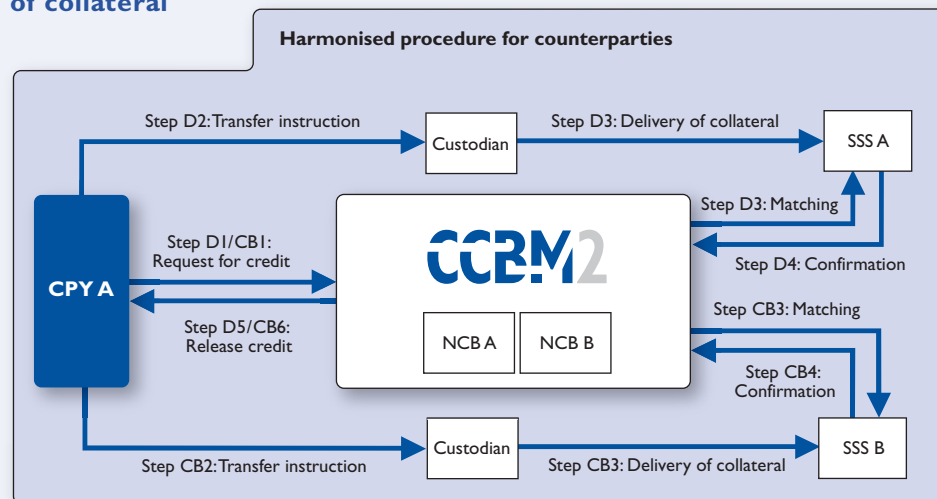 of collateral
Harmonised procedure for counterparties
Step D2: Transfer instruction
Custodian
Step D3: Delivery of collateral
SSS A
Step D3: Matching
Step D4: Confirmation
CPY A
Step D1/CB1:
Request for credit
Step D5/CB6:
Release credit
CCBM2
NCB A
NCB B
Step CB3: Matching
Step CB4:
Confirmation
Step CB2: Transfer instruction
Custodian
Step CB3: Delivery of collateral
SSS B